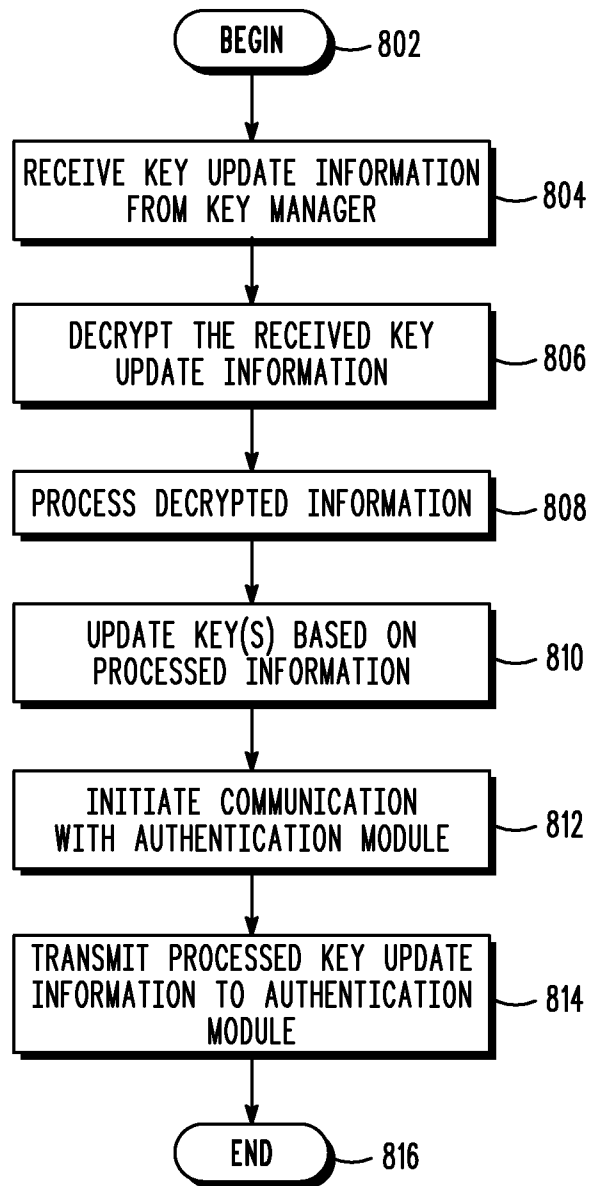 BEGIN
802
RECEIVE KEY UPDATE INFORMATION
FROM KEY MANAGER
804
DECRYPT THE RECEIVED KEY
UPDATE INFORMATION
806
PROCESS DECRYPTED INFORMATION
808
UPDATE KEY(S) BASED ON
PROCESSED INFORMATION
810
INITIATE COMMUNICATION
WITH AUTHENTICATION MODULE
812
TRANSMIT PROCESSED KEY UPDATE
INFORMATION TO AUTHENTICATION
MODULE
814
END
816